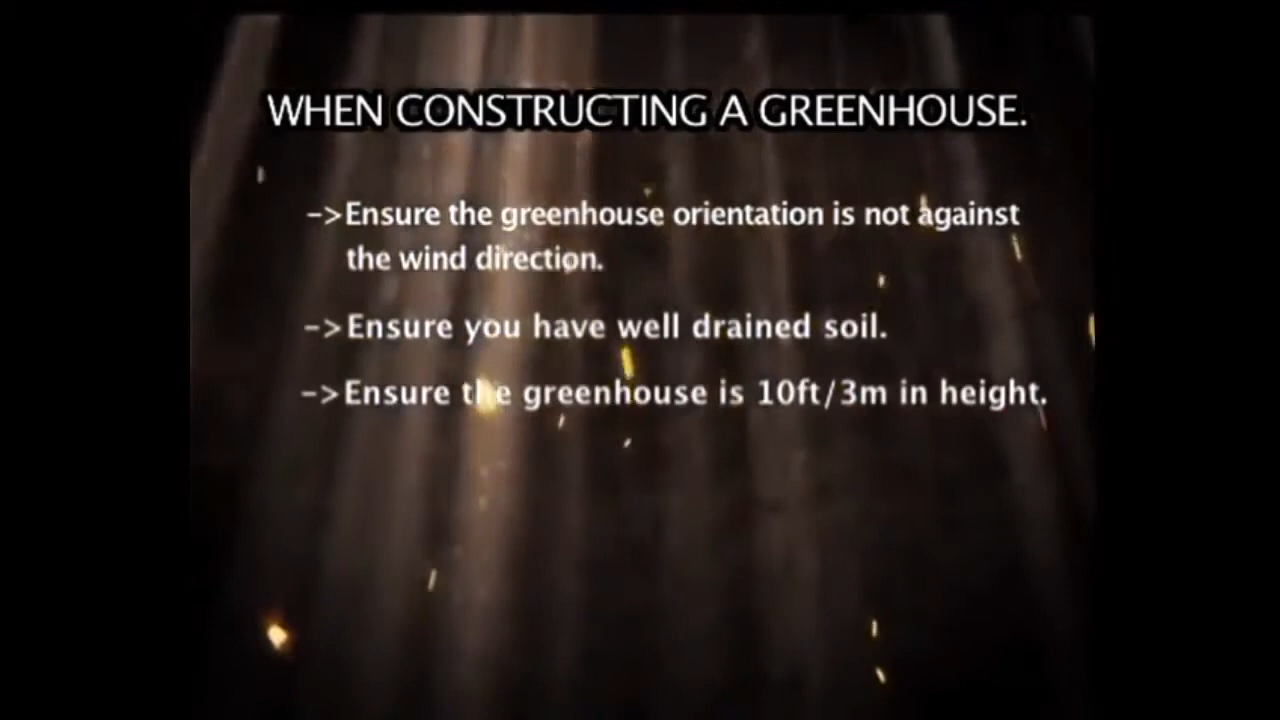 WHEN CONSTRUCTING A GREENHOUSE.
->Ensure the greenhouse orientation is not against
the wind direction.
->Ensure you have well drained soil.
->Ensure the greenhouse is 10ft/3m in height.